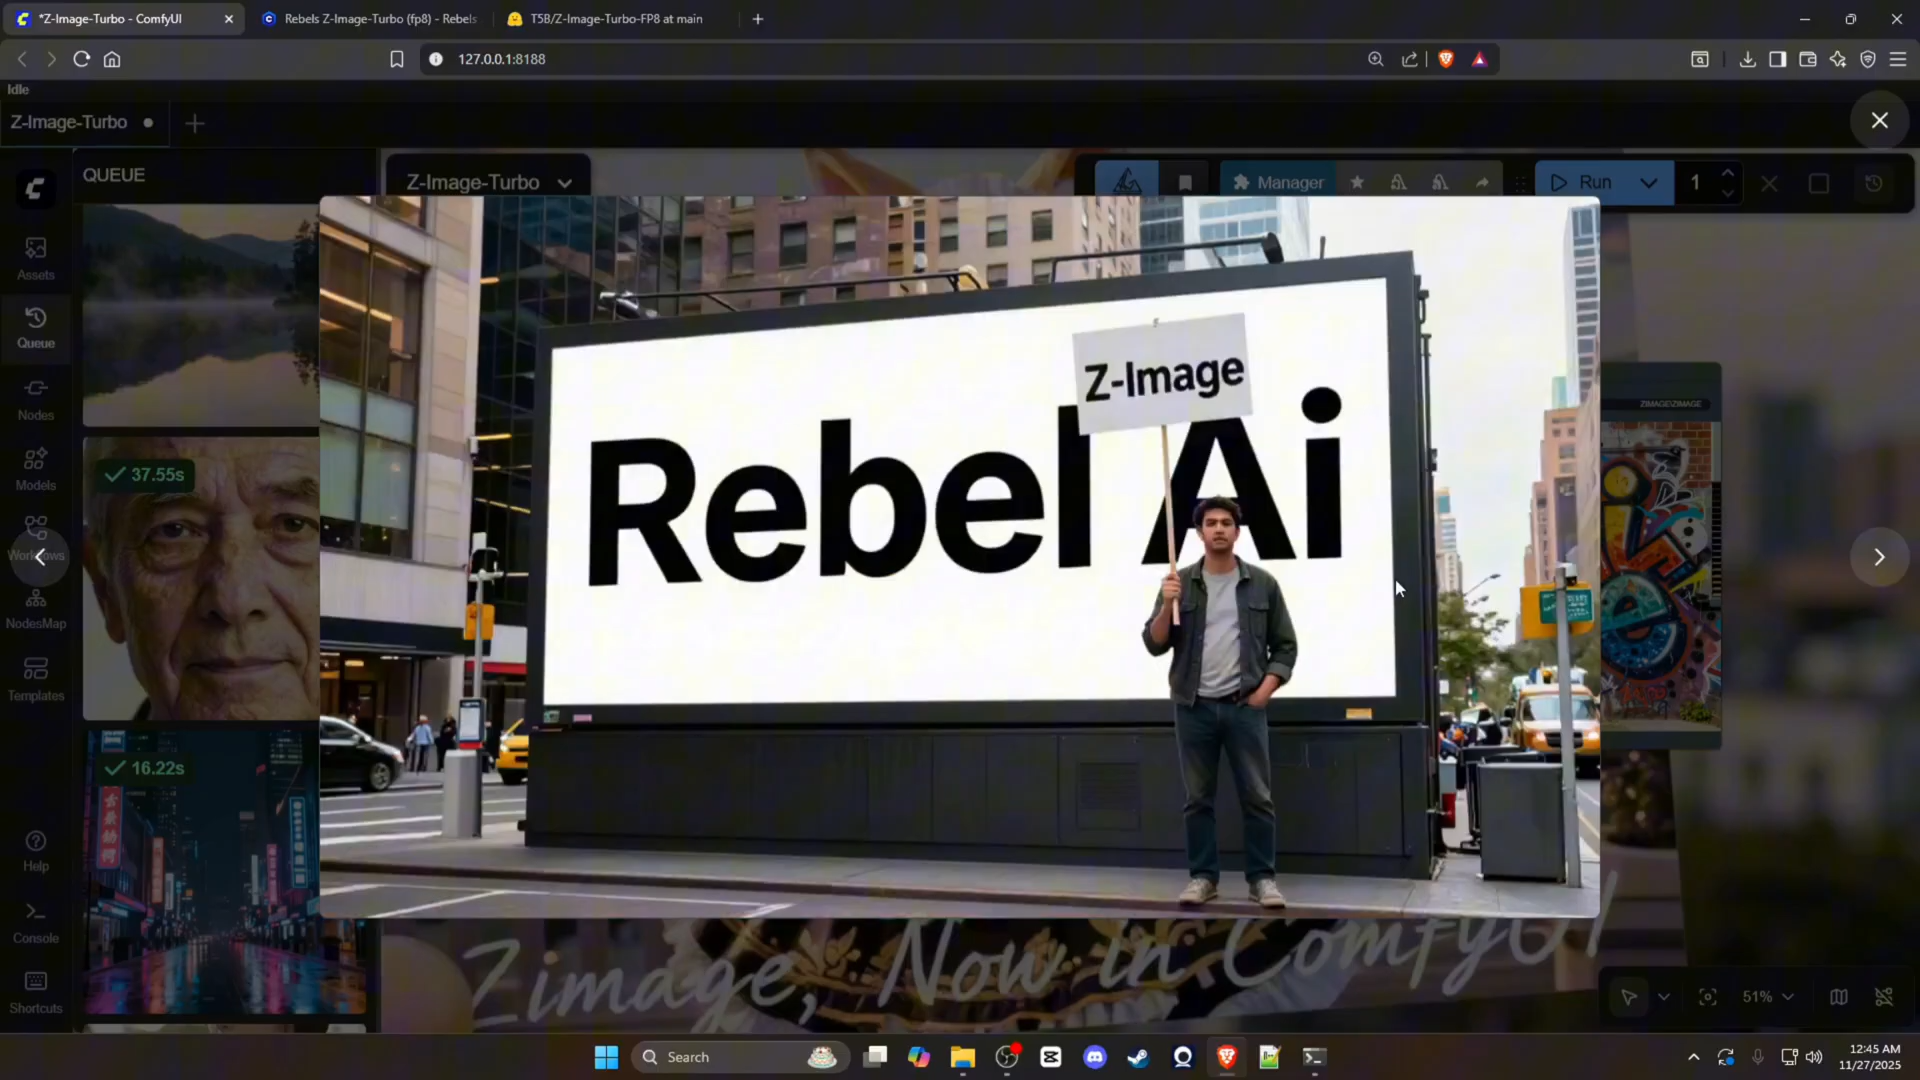 *Z-Image-Turbo - ComfyUI
Rebels Z-Image-Turbo (fp8) - Rebels
T5B/Z-Image-Turbo-FP8 at main
127.0.0.1:8188
Idle
Z-Image-Turbo
QUEUE
Z-Image-Turbo
Manager
Run
1
Assets
Queue
Nodes
Models
Workflows
NodesMap
Templates
Help
Console
Shortcuts
37.55s
16.22s
Z-Image
Rebel Ai
ZIMAGE\ZIMAGE
Zimage, Now in ComfyUI
51%
Search
12:45 AM
11/27/2025